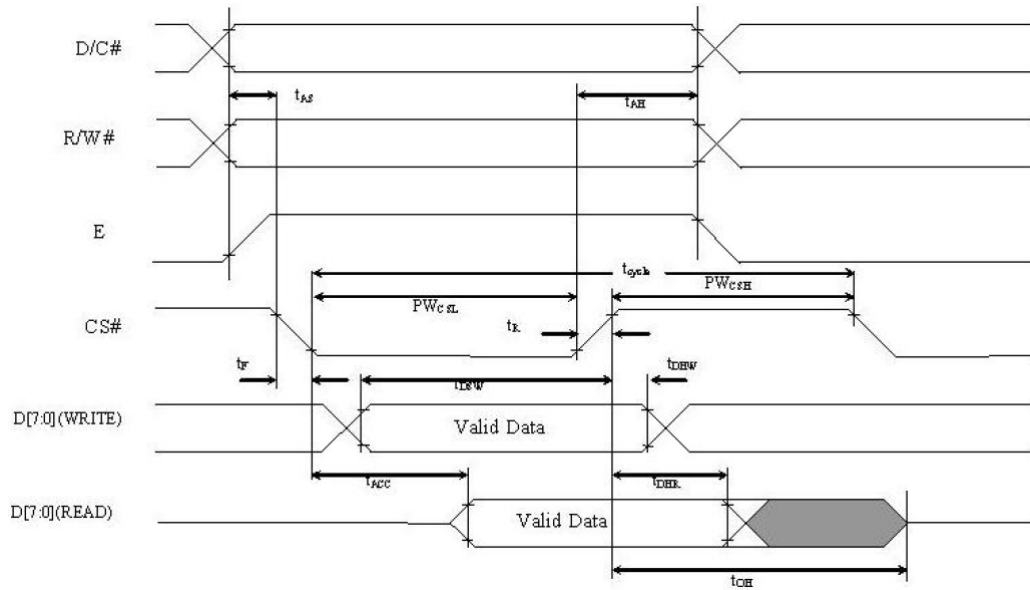 D/C#
tAS
tAH
R/W#
E
tcycle
PWCSL
PWCSH
CS#
tR
tF
tDSW
tDHW
D[7:0](WRITE)
Valid Data
tACC
tDHR
D[7:0](READ)
Valid Data
tOH